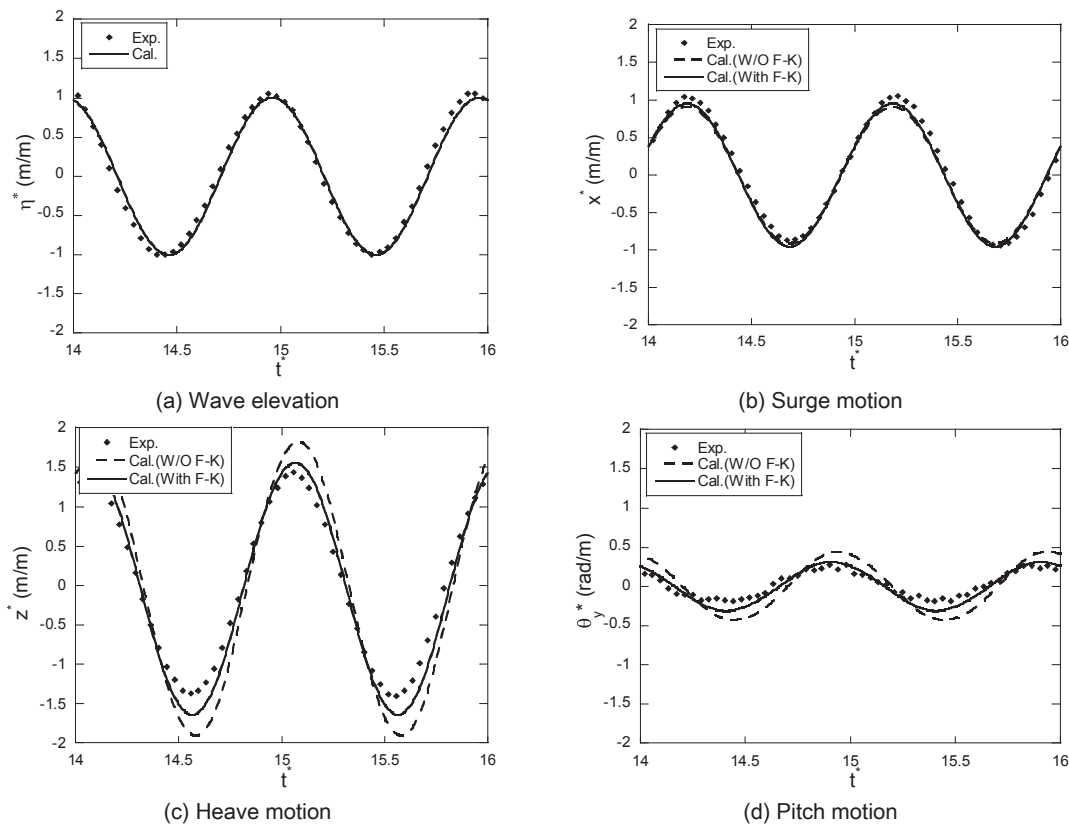 2
Exp.
Cal.
1.5
1
0.5
0
-0.5
-1
-1.5
-2
η* (m/m)
14
14.5
15
15.5
16
t*
(a) Wave elevation
2
Exp.
Cal.(W/O F-K)
Cal.(With F-K)
1.5
1
0.5
0
-0.5
-1
-1.5
-2
x* (m/m)
14
14.5
15
15.5
16
t*
(b) Surge motion
2
Exp.
Cal.(W/O F-K)
Cal.(With F-K)
1.5
1
0.5
0
-0.5
-1
-1.5
-2
z* (m/m)
14
14.5
15
15.5
16
t*
(c) Heave motion
2
Exp.
Cal.(W/O F-K)
Cal.(With F-K)
1.5
1
0.5
0
-0.5
-1
-1.5
-2
θy* (rad/m)
14
14.5
15
15.5
16
t*
(d) Pitch motion